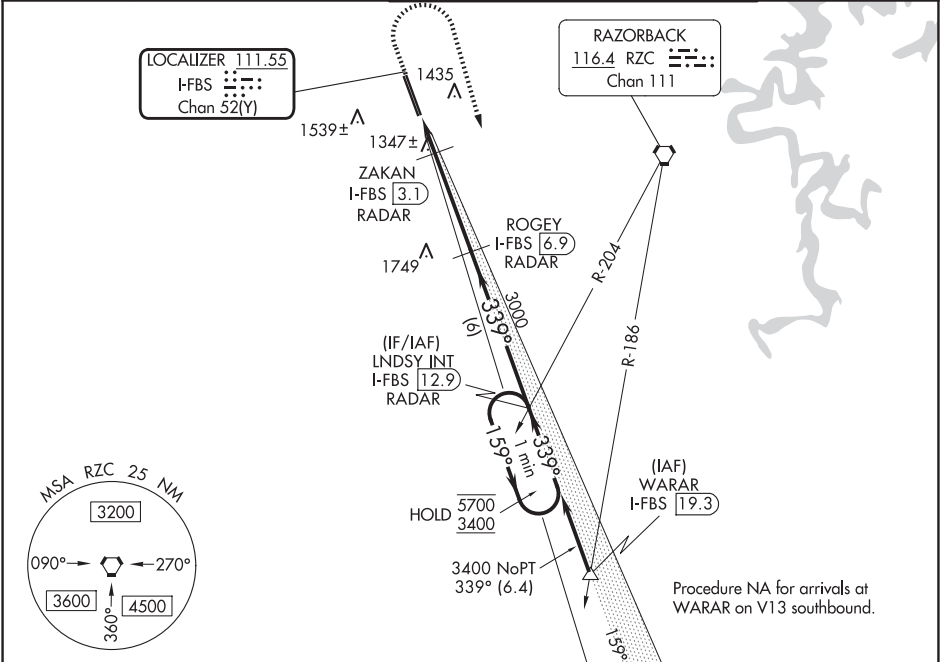 LOCALIZER 111.55
I-FBS
Chan 52(Y)
RAZORBACK
116.4 RZC
Chan 111
1435
1539±
1347±
ZAKAN
I-FBS 3.1
RADAR
ROGEY
I-FBS 6.9
RADAR
1749
R-204
R-186
3000
339°
(6)
(IF/IAF)
LNDSY INT
I-FBS 12.9
RADAR
159°
1 min
339°
HOLD 5700
3400
(IAF)
WARAR
I-FBS 19.3
3400 NoPT
339° (6.4)
Procedure NA for arrivals at
WARAR on V13 southbound.
159°
MSA RZC 25 NM
3200
090°
270°
3600
360°
4500